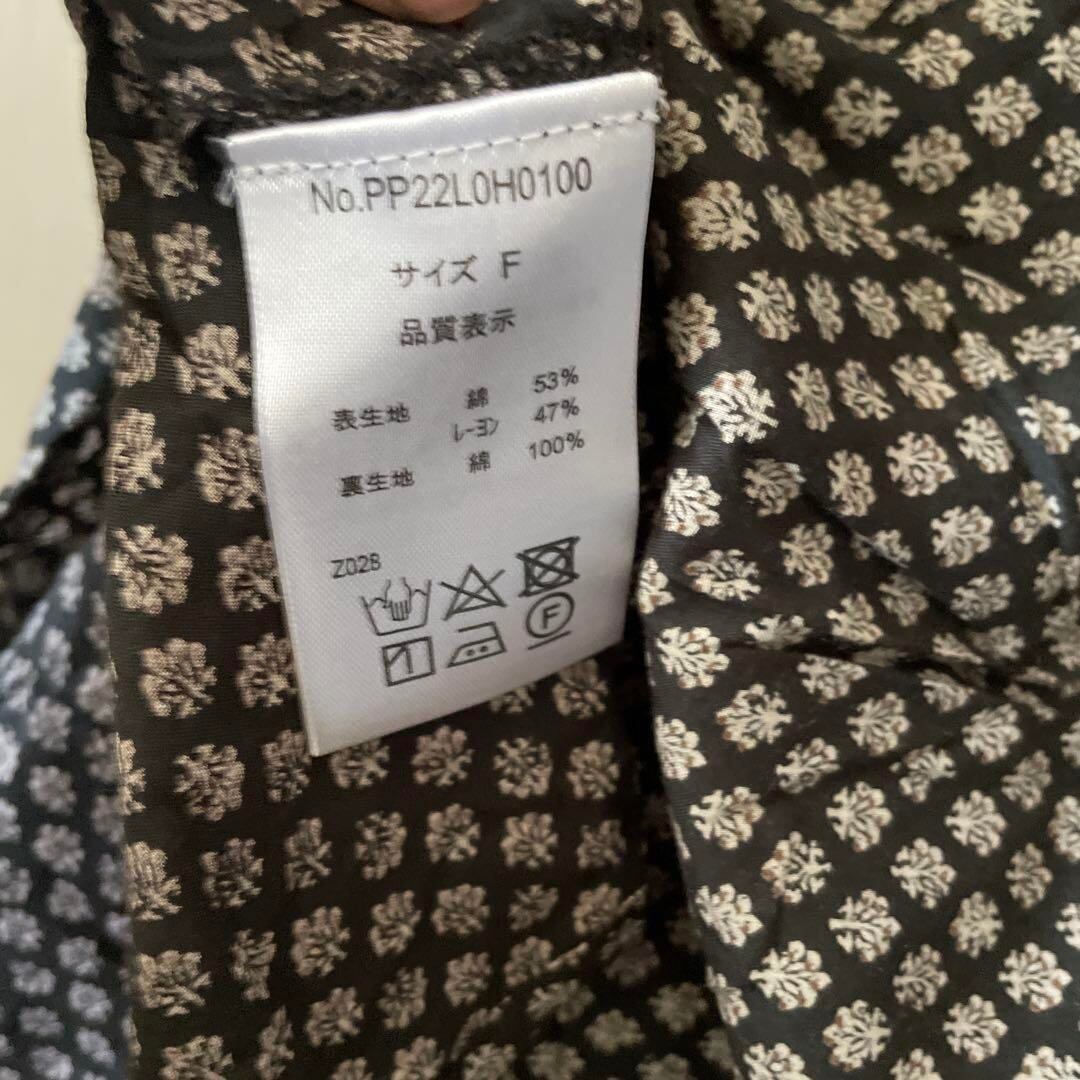 No.PP22L0H0100
サイズ F
品質表示
表生地 綿 53%
レーヨン 47%
裏生地 綿 100%
Z028
F